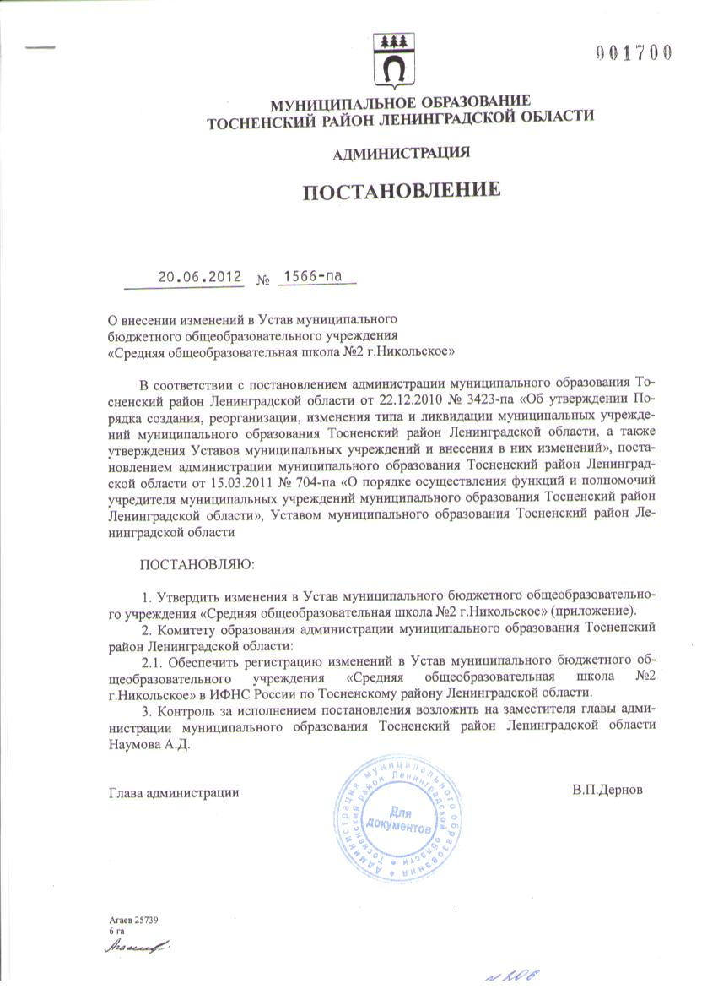 001700
МУНИЦИПАЛЬНОЕ ОБРАЗОВАНИЕ
ТОСНЕНСКИЙ РАЙОН ЛЕНИНГРАДСКОЙ ОБЛАСТИ
АДМИНИСТРАЦИЯ
ПОСТАНОВЛЕНИЕ
20.06.2012 № 1566-па
О внесении изменений в Устав муниципального
бюджетного общеобразовательного учреждения
«Средняя общеобразовательная школа №2 г.Никольское»
В соответствии с постановлением администрации муниципального образования То-
сненский район Ленинградской области от 22.12.2010 № 3423-па «Об утверждении По-
рядка создания, реорганизации, изменения типа и ликвидации муниципальных учрежде-
ний муниципального образования Тосненский район Ленинградской области, а также
утверждения Уставов муниципальных учреждений и внесения в них изменений», поста-
новлением администрации муниципального образования Тосненский район Ленинград-
ской области от 15.03.2011 № 704-па «О порядке осуществления функций и полномочий
учредителя муниципальных учреждений муниципального образования Тосненский район
Ленинградской области», Уставом муниципального образования Тосненский район Ле-
нинградской области
ПОСТАНОВЛЯЮ:
1. Утвердить изменения в Устав муниципального бюджетного общеобразовательно-
го учреждения «Средняя общеобразовательная школа №2 г.Никольское» (приложение).
2. Комитету образования администрации муниципального образования Тосненский
район Ленинградской области:
2.1. Обеспечить регистрацию изменений в Устав муниципального бюджетного об-
щеобразовательного учреждения «Средняя общеобразовательная школа №2
г.Никольское» в ИФНС России по Тосненскому району Ленинградской области.
3. Контроль за исполнением постановления возложить на заместителя главы адми-
нистрации муниципального образования Тосненский район Ленинградской области
Наумова А.Д.
Глава администрации В.П.Дернов
Администрация муниципального образования
Тосненский район Ленинградской области
Для
документов
Агаев 25739
6 га